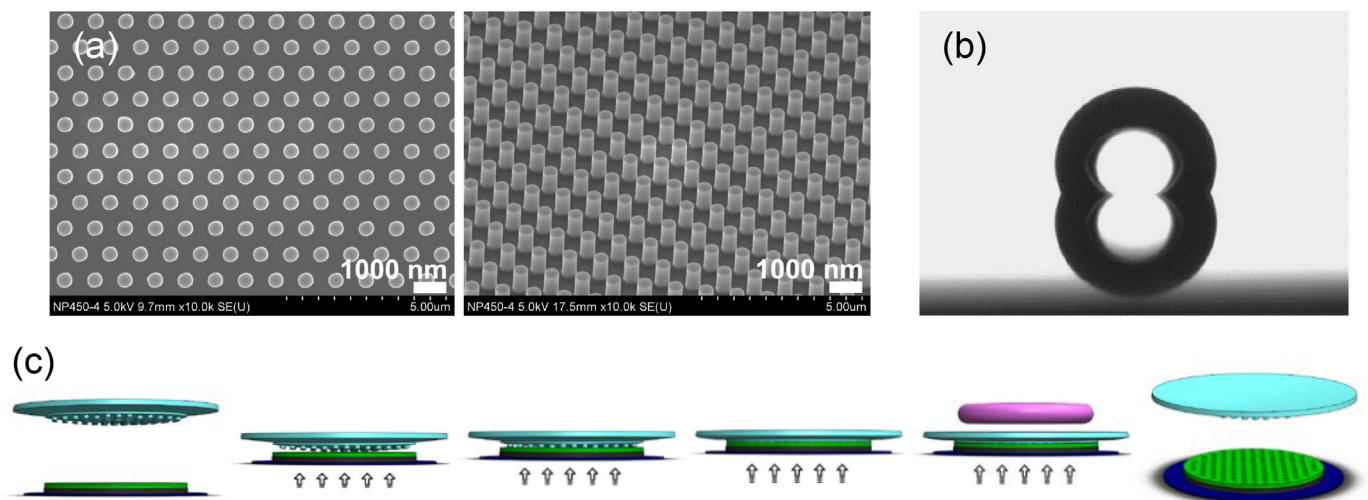 (a)
1000 nm
NP450-4 5.0kV 9.7mm x10.0k SE(U)
5.00um
1000 nm
NP450-4 5.0kV 17.5mm x10.0k SE(U)
5.00um
(b)
(c)